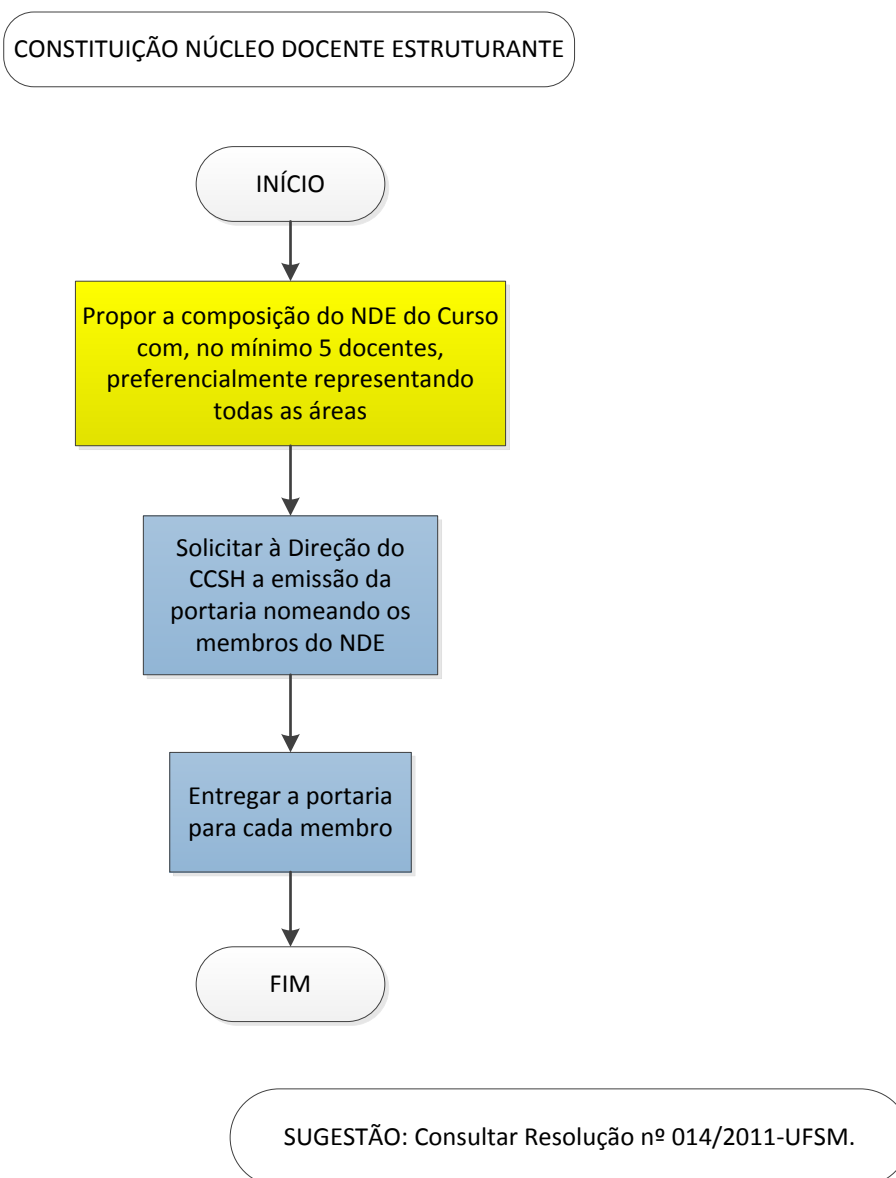 CONSTITUIÇÃO NÚCLEO DOCENTE ESTRUTURANTE
INÍCIO
Propor a composição do NDE do Curso
com, no mínimo 5 docentes,
preferencialmente representando
todas as áreas
Solicitar à Direção do
CCSH a emissão da
portaria nomeando os
membros do NDE
Entregar a portaria
para cada membro
FIM
SUGESTÃO: Consultar Resolução nº 014/2011-UFSM.